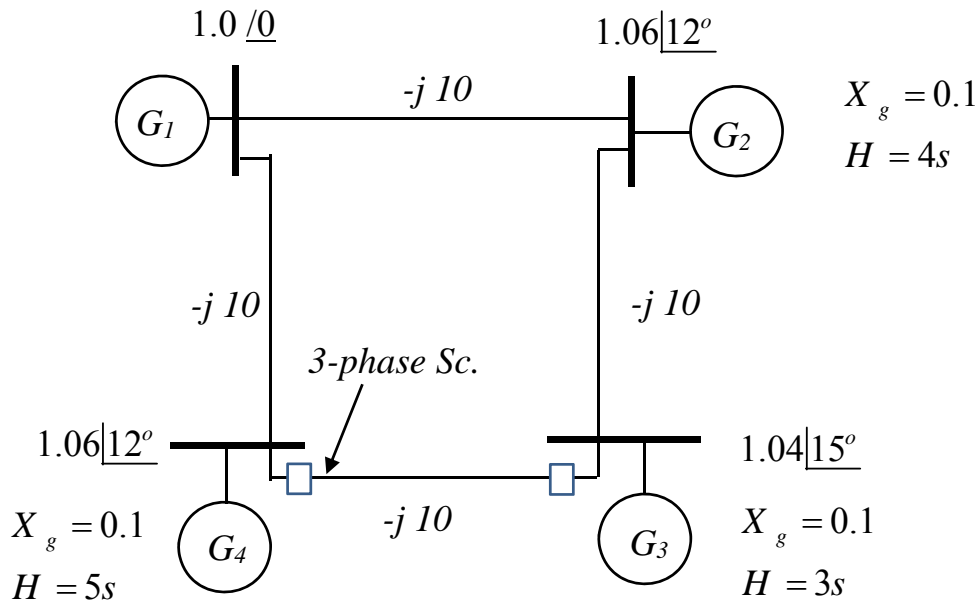 1.0 /0
1.06|12°
-j 10
G1
G2
X g = 0.1
H = 4s
-j 10
-j 10
3-phase Sc.
1.06|12°
1.04|15°
-j 10
X g = 0.1
X g = 0.1
G4
G3
H = 5s
H = 3s